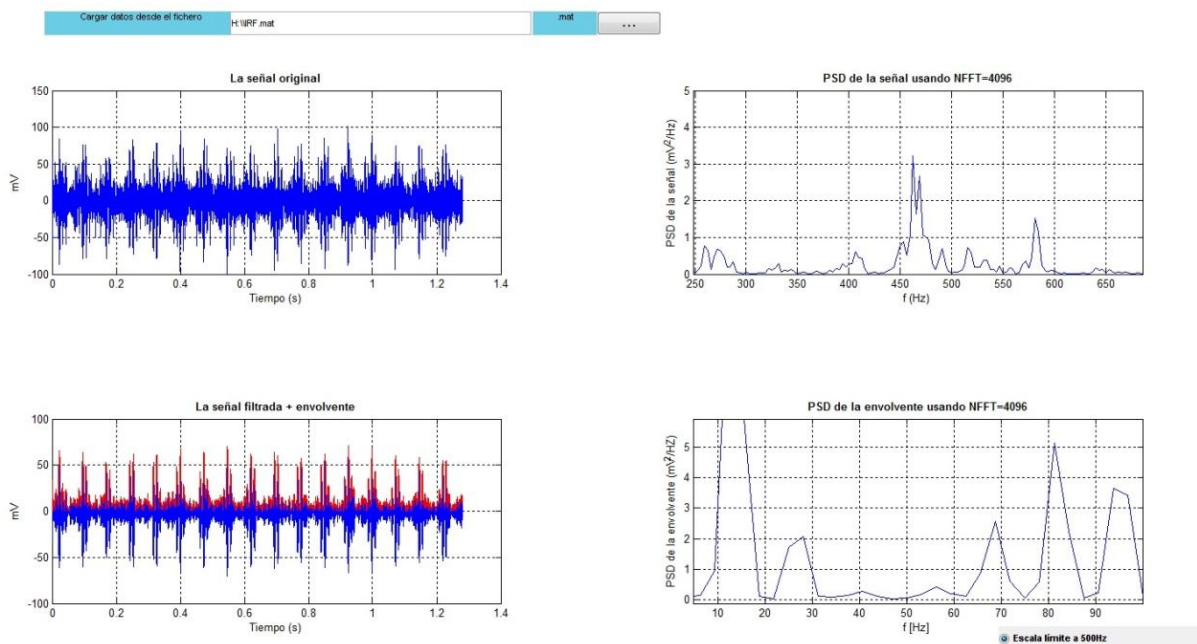 Cargar datos desde el fichero
H:\\IRF.mat
.mat
...
La señal original
150
100
50
0
-50
-100
mV
0 0.2 0.4 0.6 0.8 1 1.2 1.4
Tiempo (s)
PSD de la señal usando NFFT=4096
5
4
3
2
1
0
PSD de la señal (mV²/Hz)
250 300 350 400 450 500 550 600 650
f (Hz)
La señal filtrada + envolvente
100
50
0
-50
-100
mV
0 0.2 0.4 0.6 0.8 1 1.2 1.4
Tiempo (s)
PSD de la envolvente usando NFFT=4096
5
4
3
2
1
0
PSD de la envolvente (mV²/HZ)
10 20 30 40 50 60 70 80 90
f [Hz]
Escala límite a 500Hz